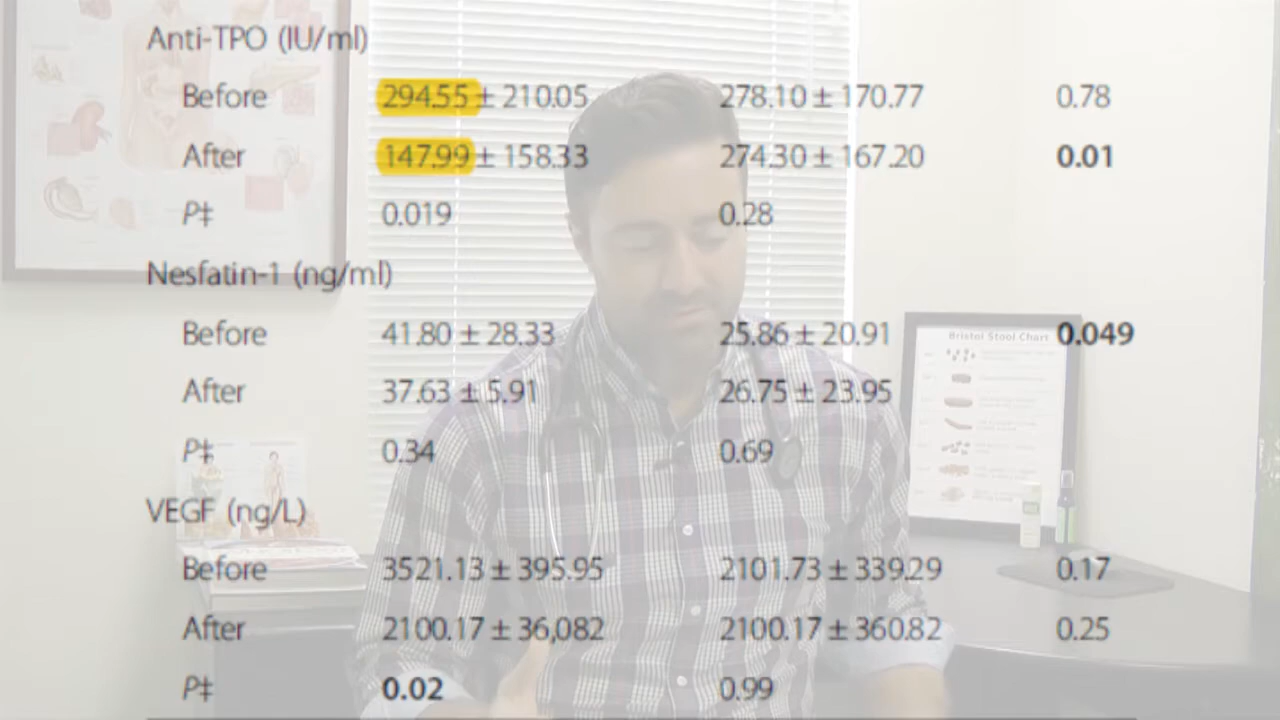 Anti-TPO (IU/ml)
Before 294.55 ± 210.05 278.10 ± 170.77 0.78
After 147.99 ± 158.33 274.30 ± 167.20 0.01
P‡ 0.019 0.28
Nesfatin-1 (ng/ml)
Before 41.80 ± 28.33 25.86 ± 20.91 0.049
After 37.63 ± 5.91 26.75 ± 23.95
P‡ 0.34 0.69
VEGF (ng/L)
Before 3521.13 ± 395.95 2101.73 ± 339.29 0.17
After 2100.17 ± 36,082 2100.17 ± 360.82 0.25
P‡ 0.02 0.99
Bristol Stool Chart